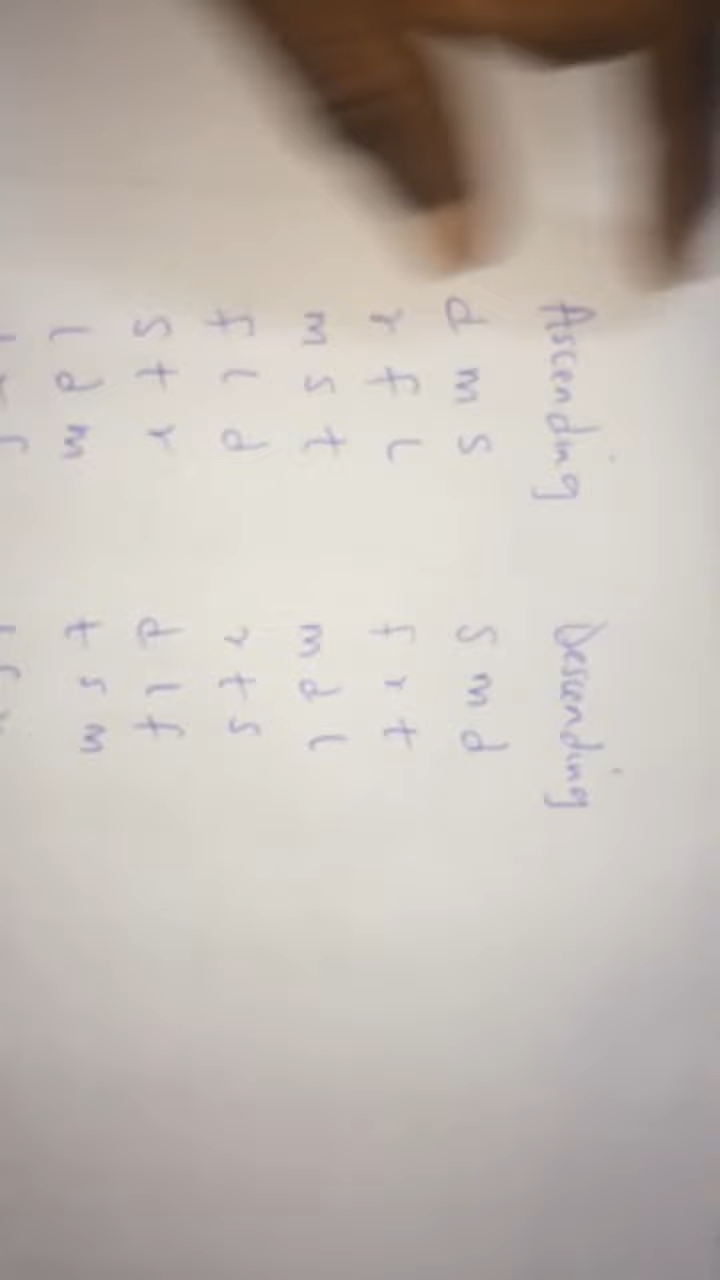 Ascending Descending
d m s s m d
r f l f r t
m s t m d l
f l d r t s
s t r d l f
l d m t s m